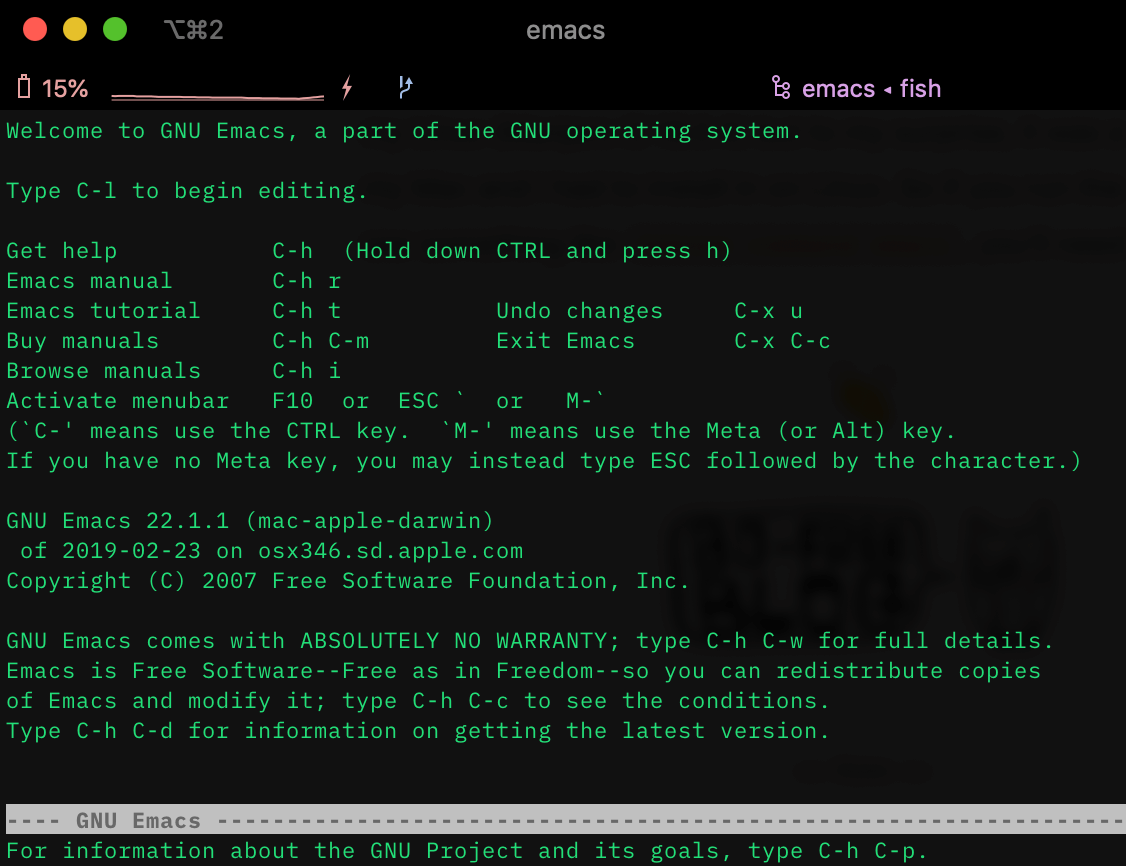 ⌥⌘2 emacs
15% emacs ◂ fish
Welcome to GNU Emacs, a part of the GNU operating system.
Type C-l to begin editing.
Get help C-h (Hold down CTRL and press h)
Emacs manual C-h r
Emacs tutorial C-h t Undo changes C-x u
Buy manuals C-h C-m Exit Emacs C-x C-c
Browse manuals C-h i
Activate menubar F10 or ESC ` or M-`
(`C-' means use the CTRL key. `M-' means use the Meta (or Alt) key.
If you have no Meta key, you may instead type ESC followed by the character.)
GNU Emacs 22.1.1 (mac-apple-darwin)
of 2019-02-23 on osx346.sd.apple.com
Copyright (C) 2007 Free Software Foundation, Inc.
GNU Emacs comes with ABSOLUTELY NO WARRANTY; type C-h C-w for full details.
Emacs is Free Software--Free as in Freedom--so you can redistribute copies
of Emacs and modify it; type C-h C-c to see the conditions.
Type C-h C-d for information on getting the latest version.
---- GNU Emacs -----------------------------------------------------------------
For information about the GNU Project and its goals, type C-h C-p.